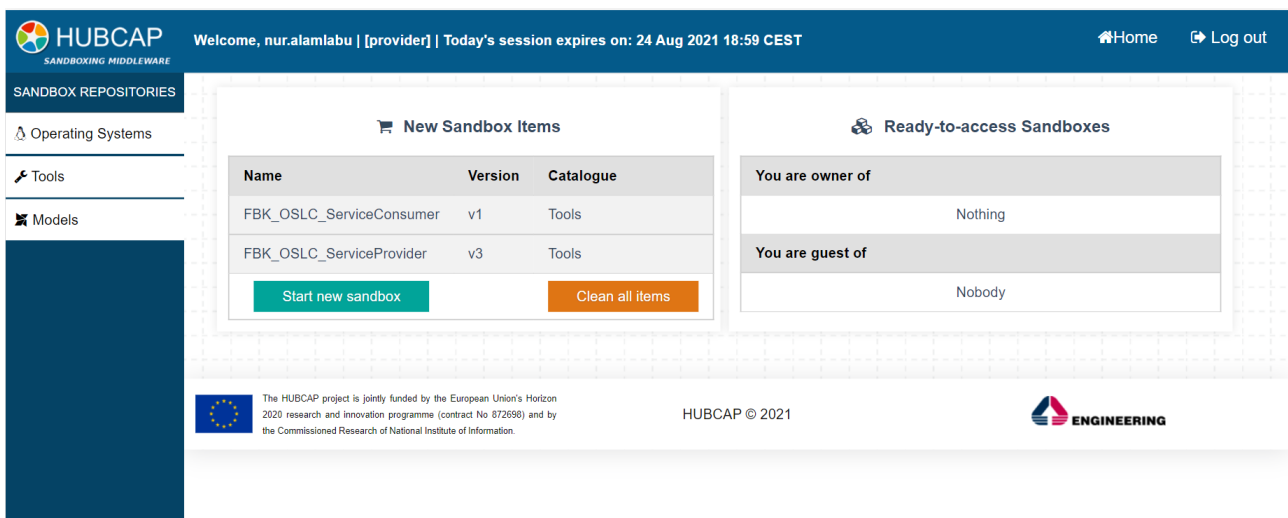 HUBCAP
SANDBOXING MIDDLEWARE
Welcome, nur.alamlabu | [provider] | Today's session expires on: 24 Aug 2021 18:59 CEST
Home
Log out
SANDBOX REPOSITORIES
Operating Systems
Tools
Models
New Sandbox Items
Name Version Catalogue
FBK_OSLC_ServiceConsumer v1 Tools
FBK_OSLC_ServiceProvider v3 Tools
Start new sandbox
Clean all items
Ready-to-access Sandboxes
You are owner of
Nothing
You are guest of
Nobody
The HUBCAP project is jointly funded by the European Union's Horizon
2020 research and innovation programme (contract No 872698) and by
the Commissioned Research of National Institute of Information.
HUBCAP © 2021
ENGINEERING